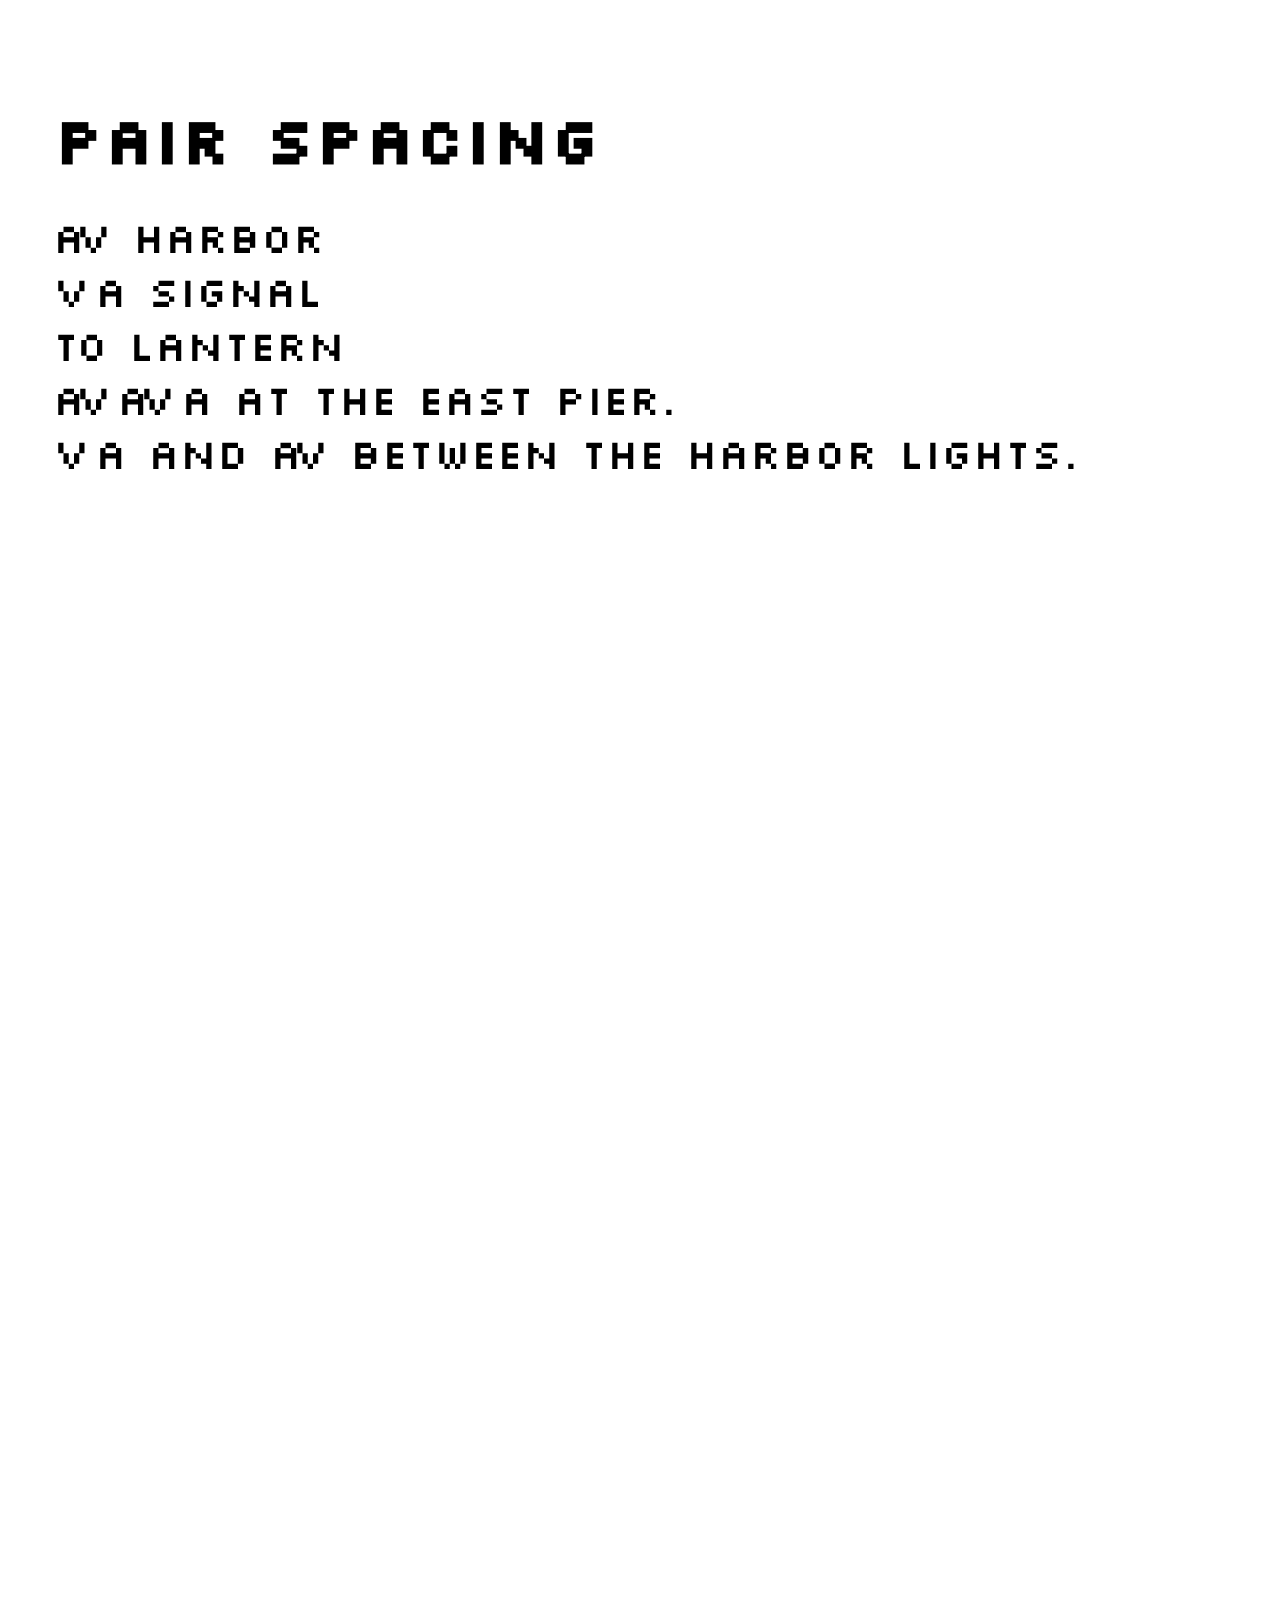 PAIR SPACING
AV HARBOR
VA SIGNAL
TO LANTERN
AVAVA AT THE EAST PIER.
VA AND AV BETWEEN THE HARBOR LIGHTS.